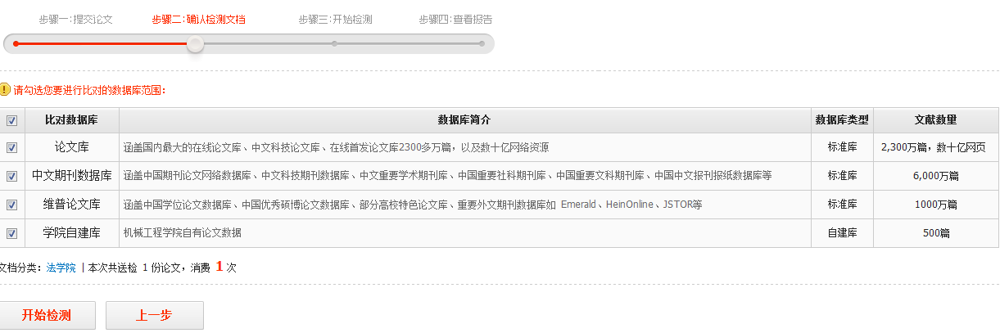 步骤一:提交论文 步骤二:确认检测文档 步骤三:开始检测 步骤四:查看报告
请勾选您要进行比对的数据库范围:
比对数据库 数据库简介 数据库类型 文献数量
论文库 涵盖国内最大的在线论文库、中文科技论文库、在线首发论文库2300多万篇，以及数十亿网络资源 标准库 2,300万篇，数十亿网页
中文期刊数据库 涵盖中国期刊论文网络数据库、中文科技期刊数据库、中文重要学术期刊库、中国重要社科期刊库、中国重要文科期刊库、中国中文报刊报纸数据库等 标准库 6,000万篇
维普论文库 涵盖中国学位论文数据库、中国优秀硕博论文数据库、部分高校特色论文库、重要外文期刊数据库如 Emerald、HeinOnline、JSTOR等 标准库 1000万篇
学院自建库 机械工程学院自有论文数据 自建库 500篇
文档分类：法学院 | 本次共送检 1 份论文，消费 1 次
开始检测 上一步